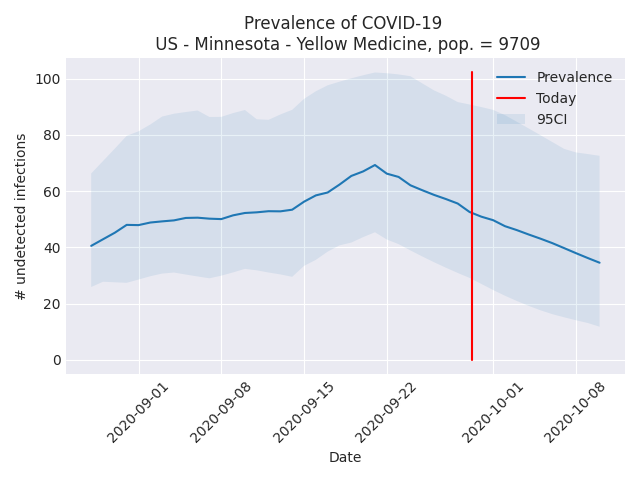 Prevalence of COVID-19
US - Minnesota - Yellow Medicine, pop. = 9709
# undetected infections
100
80
60
40
20
0
Prevalence
Today
95CI
2020-09-01
2020-09-08
2020-09-15
2020-09-22
2020-10-01
2020-10-08
Date